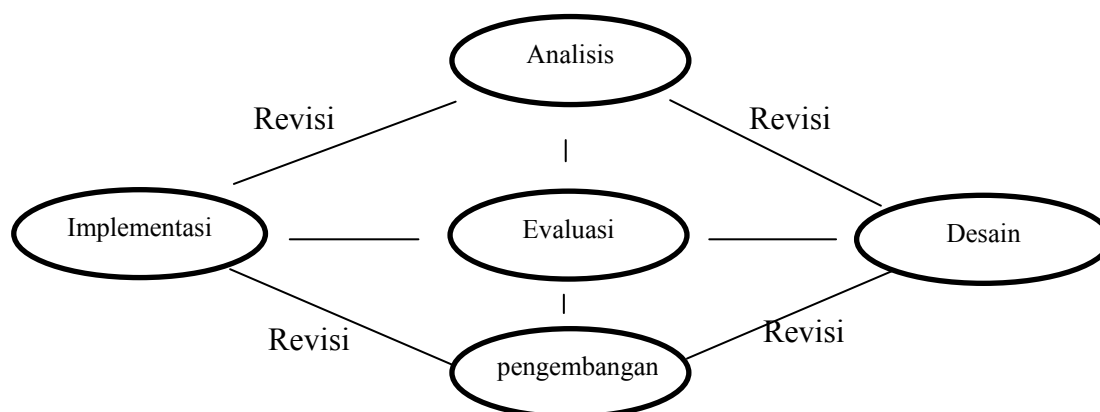 Analisis
Revisi
Revisi
Implementasi
Evaluasi
Desain
Revisi
Revisi
pengembangan